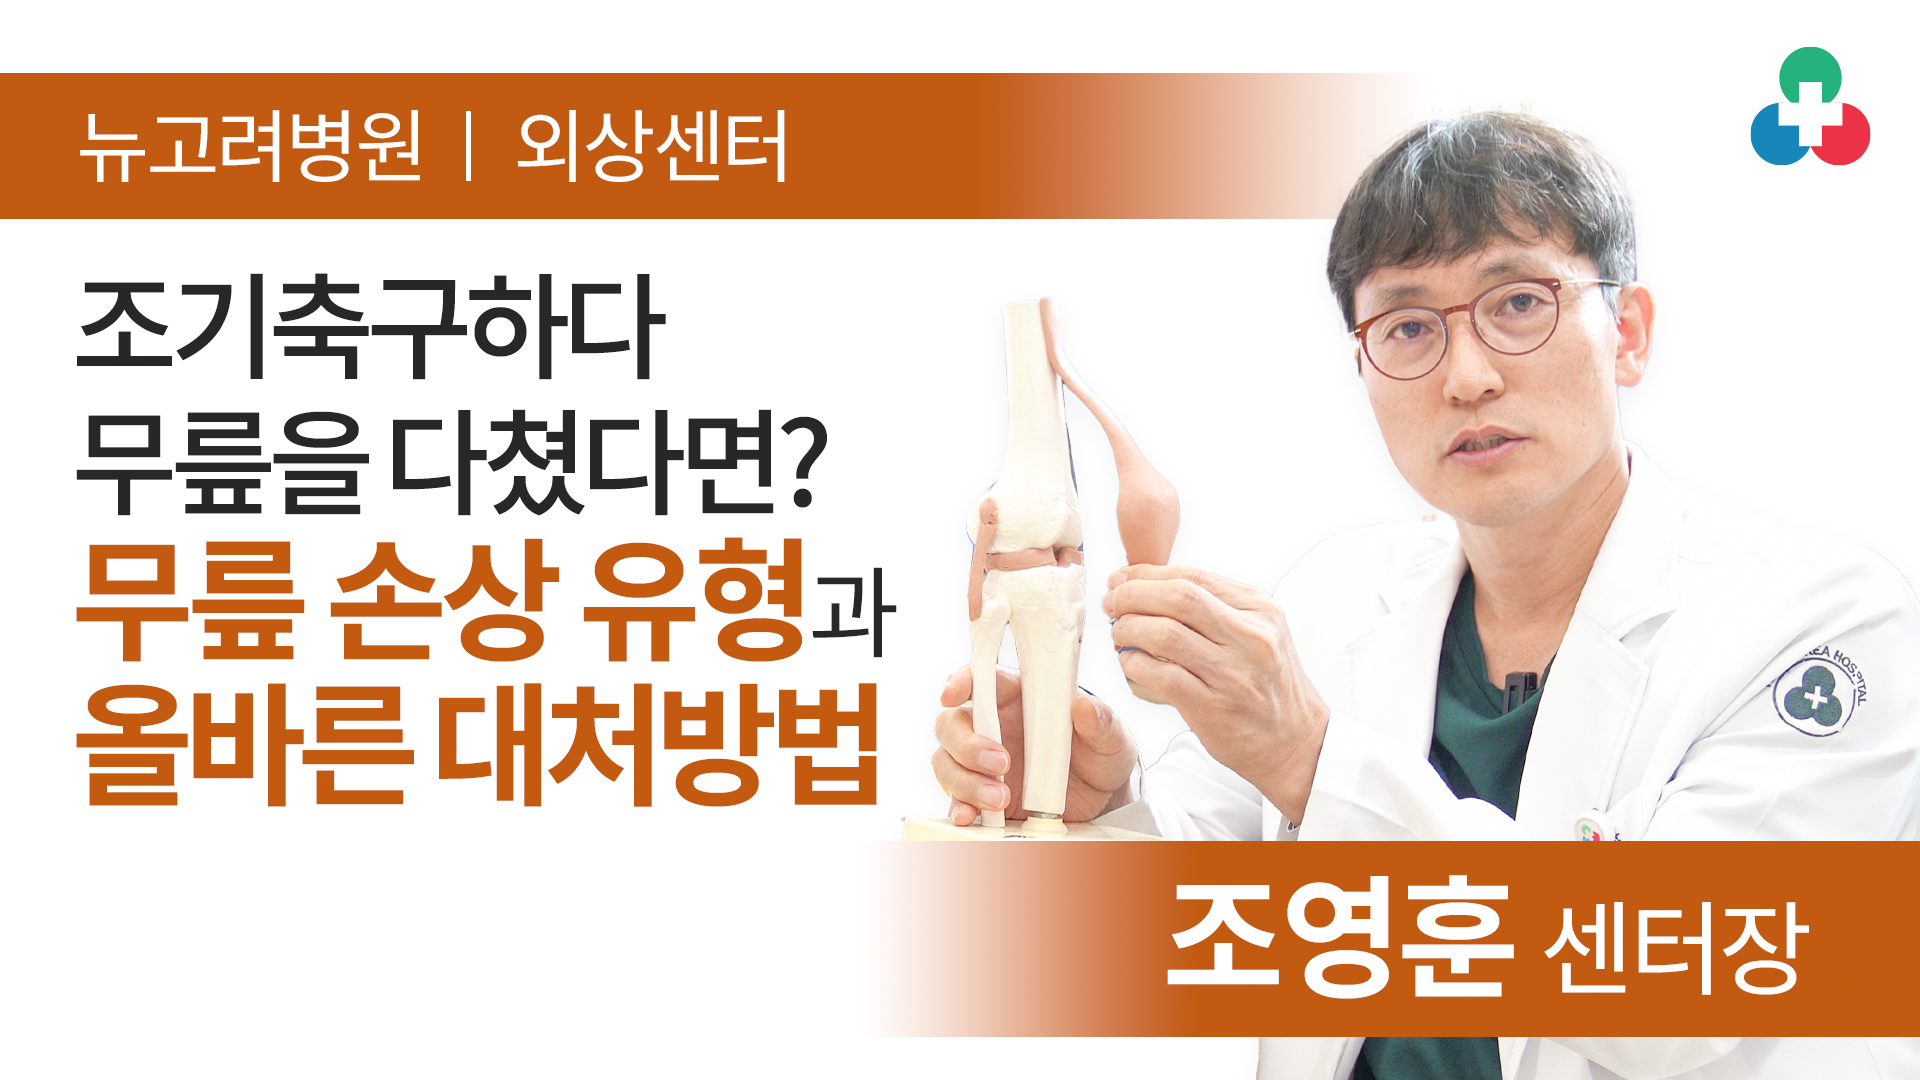 뉴고려병원 | 외상센터
조기축구하다
무릎을 다쳤다면?
무릎 손상 유형과
올바른 대처방법
조영훈 센터장
HOSPITAL